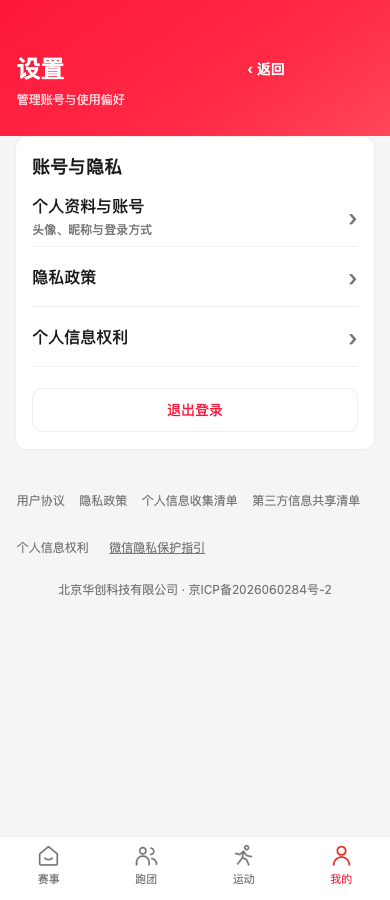 设置
‹ 返回
管理账号与使用偏好
账号与隐私
个人资料与账号
头像、昵称与登录方式
隐私政策
个人信息权利
退出登录
用户协议 隐私政策 个人信息收集清单 第三方信息共享清单
个人信息权利 微信隐私保护指引
北京华创科技有限公司 · 京ICP备2026060284号-2
赛事 跑团 运动 我的